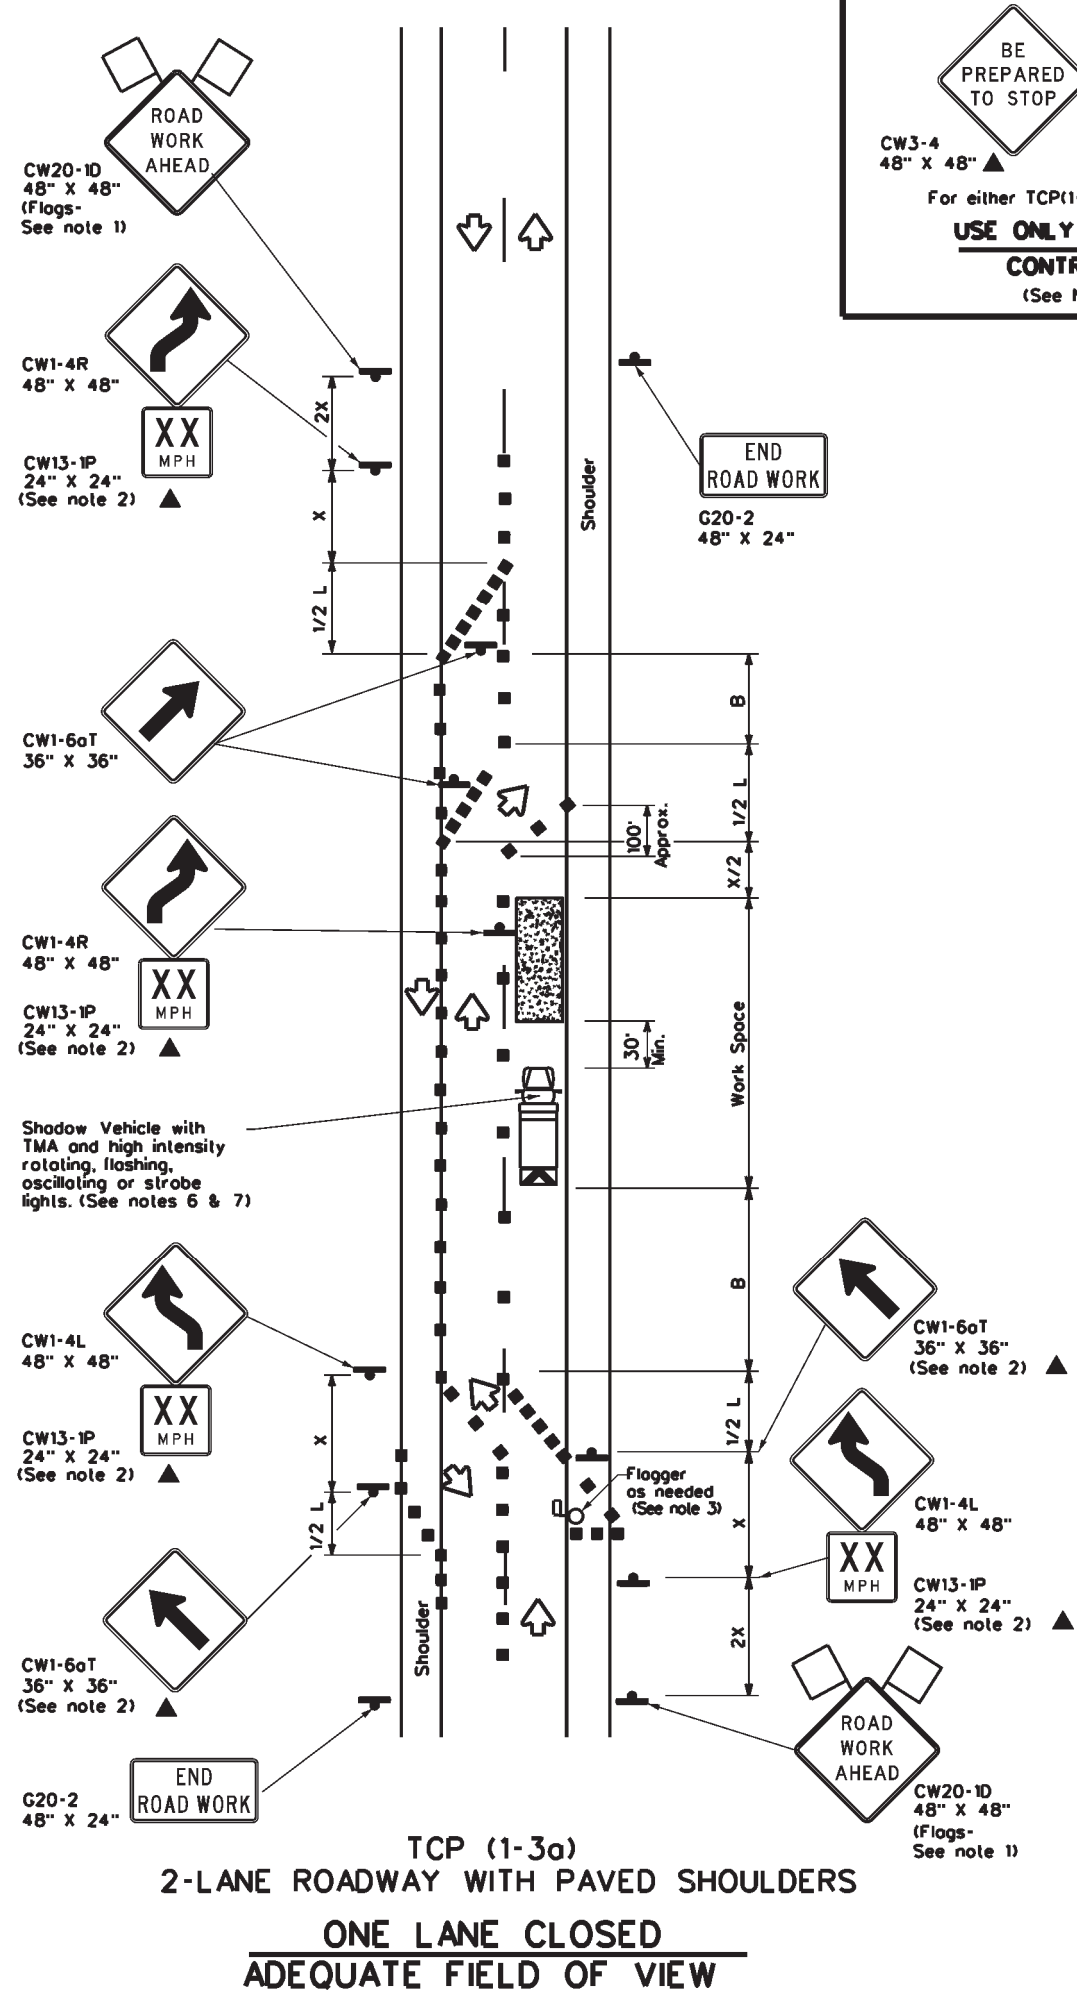 ROAD
WORK
AHEAD
CW20-1D
48" X 48"
(Flags-
See note 1)
CW1-4R
48" X 48"
XX
MPH
CW13-1P
24" X 24"
(See note 2)
2X
X
1/2 L
CW1-6aT
36" X 36"
CW1-4R
48" X 48"
XX
MPH
CW13-1P
24" X 24"
(See note 2)
Shadow Vehicle with
TMA and high intensity
rotating, flashing,
oscillating or strobe
lights. (See notes 6 & 7)
CW1-4L
48" X 48"
XX
MPH
CW13-1P
24" X 24"
(See note 2)
X
1/2 L
CW1-6aT
36" X 36"
(See note 2)
Shoulder
END
ROAD WORK
G20-2
48" X 24"
BE
PREPARED
TO STOP
CW3-4
48" X 48"
For either TCP(1
USE ONLY
CONTR
(See
END
ROAD WORK
G20-2
48" X 24"
Shoulder
B
1/2 L
100'
Approx.
X/2
Work Space
30'
Min.
B
1/2 L
X
2X
Flagger
as needed
(See note 3)
CW1-6aT
36" X 36"
(See note 2)
CW1-4L
48" X 48"
XX
MPH
CW13-1P
24" X 24"
(See note 2)
ROAD
WORK
AHEAD
CW20-1D
48" X 48"
(Flags-
See note 1)
TCP (1-3a)
2-LANE ROADWAY WITH PAVED SHOULDERS
ONE LANE CLOSED
ADEQUATE FIELD OF VIEW